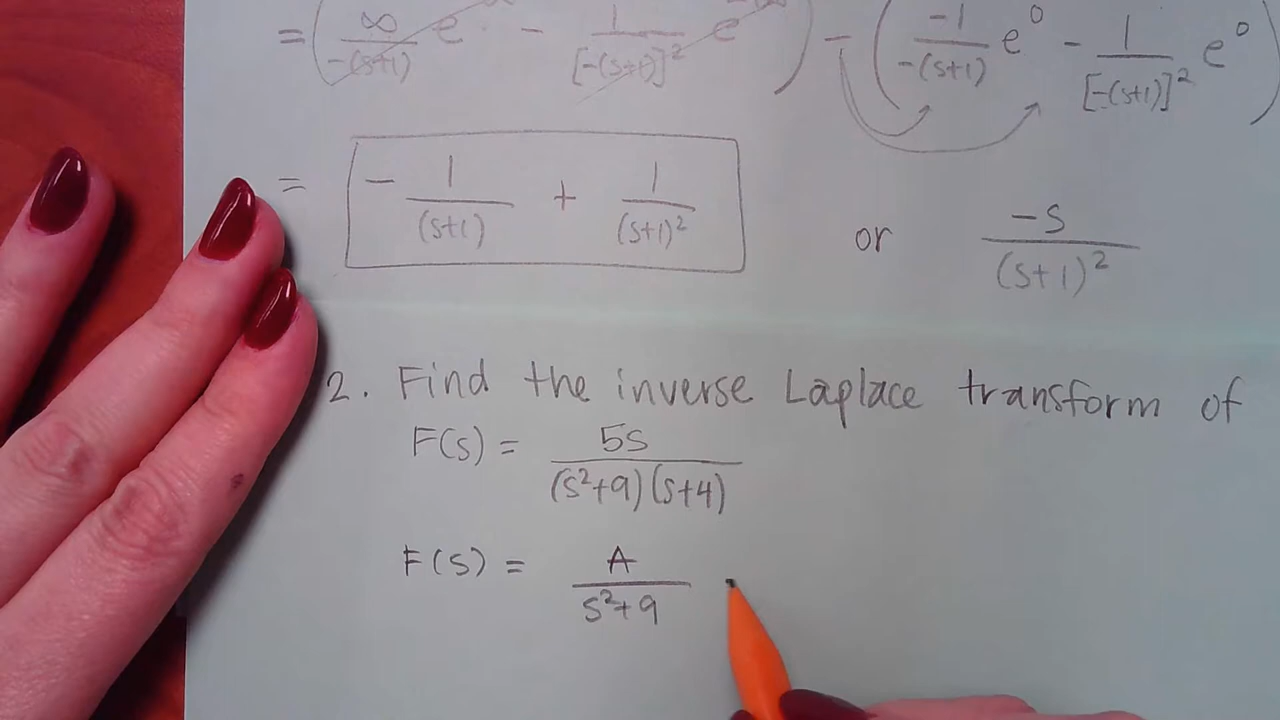 = (∞/-(s+1) e - 1/[-(s+1)]² e^-∞) - (-1/-(s+1) e⁰ - 1/[-(s+1)]² e⁰)
= - 1/(s+1) + 1/(s+1)² or -s/(s+1)²
2. Find the inverse Laplace transform of
F(s) = 5s/(s²+9)(s+4)
F(s) = A/s²+9